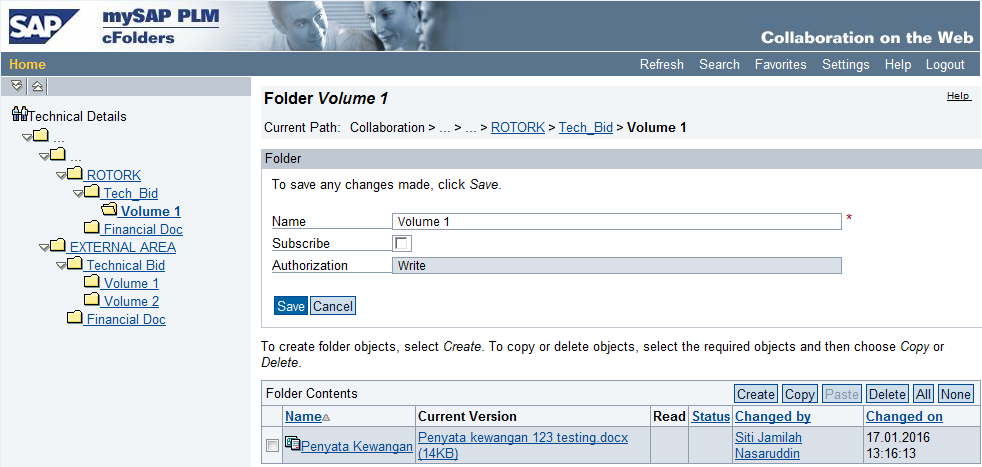 SAP
mySAP PLM
cFolders
Collaboration on the Web
Home
Refresh Search Favorites Settings Help Logout
Technical Details
...
...
ROTORK
Tech_Bid
Volume 1
Financial Doc
EXTERNAL AREA
Technical Bid
Volume 1
Volume 2
Financial Doc
Folder Volume 1
Help
Current Path: Collaboration > ... > ... > ROTORK > Tech_Bid > Volume 1
Folder
To save any changes made, click Save.
Name Volume 1 *
Subscribe
Authorization Write
Save Cancel
To create folder objects, select Create. To copy or delete objects, select the required objects and then choose Copy or
Delete.
Folder Contents Create Copy Paste Delete All None
Name Current Version Read Status Changed by Changed on
Penyata Kewangan Penyata kewangan 123 testing.docx Siti Jamilah 17.01.2016
(14KB) Nasaruddin 13:16:13